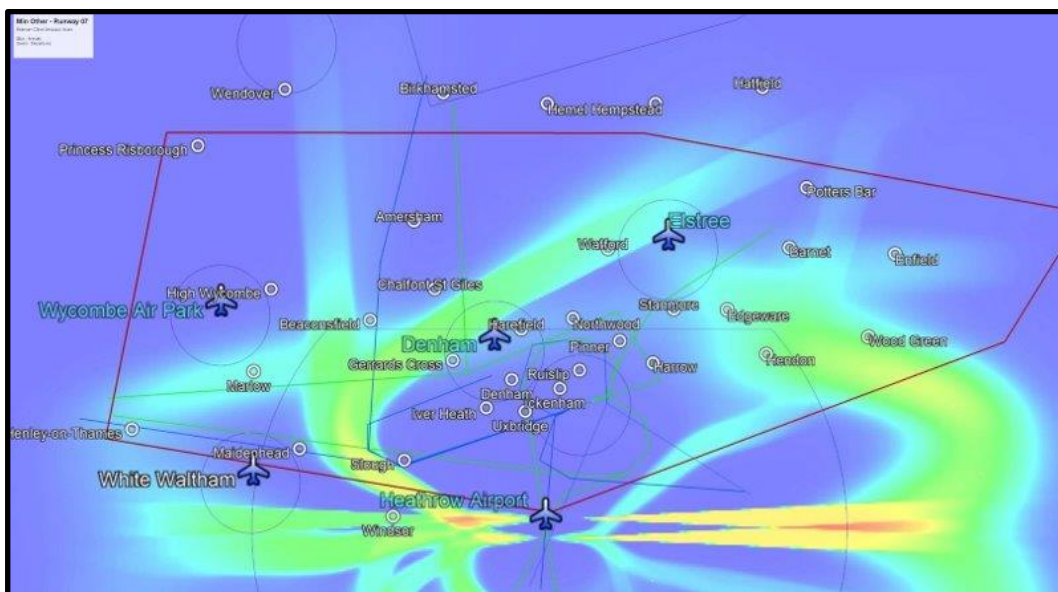 Min Other - Runway 07
Wendover
Birkhamsted
Hemel Hempstead
Hatfield
Princess Risborough
Potters Bar
Amersham
Elstree
Watford
Barnet
Enfield
High Wycombe
Chalfont St Giles
Wycombe Air Park
Stanmore
Edgeware
Beaconsfield
Harefield
Northwood
Denham
Pinner
Wood Green
Gerrards Cross
Hendon
Harrow
Marlow
Ruislip
Denham
Ickenham
Iver Heath
Uxbridge
Henley-on-Thames
Maidenhead
Slough
White Waltham
Heathrow Airport
Windsor